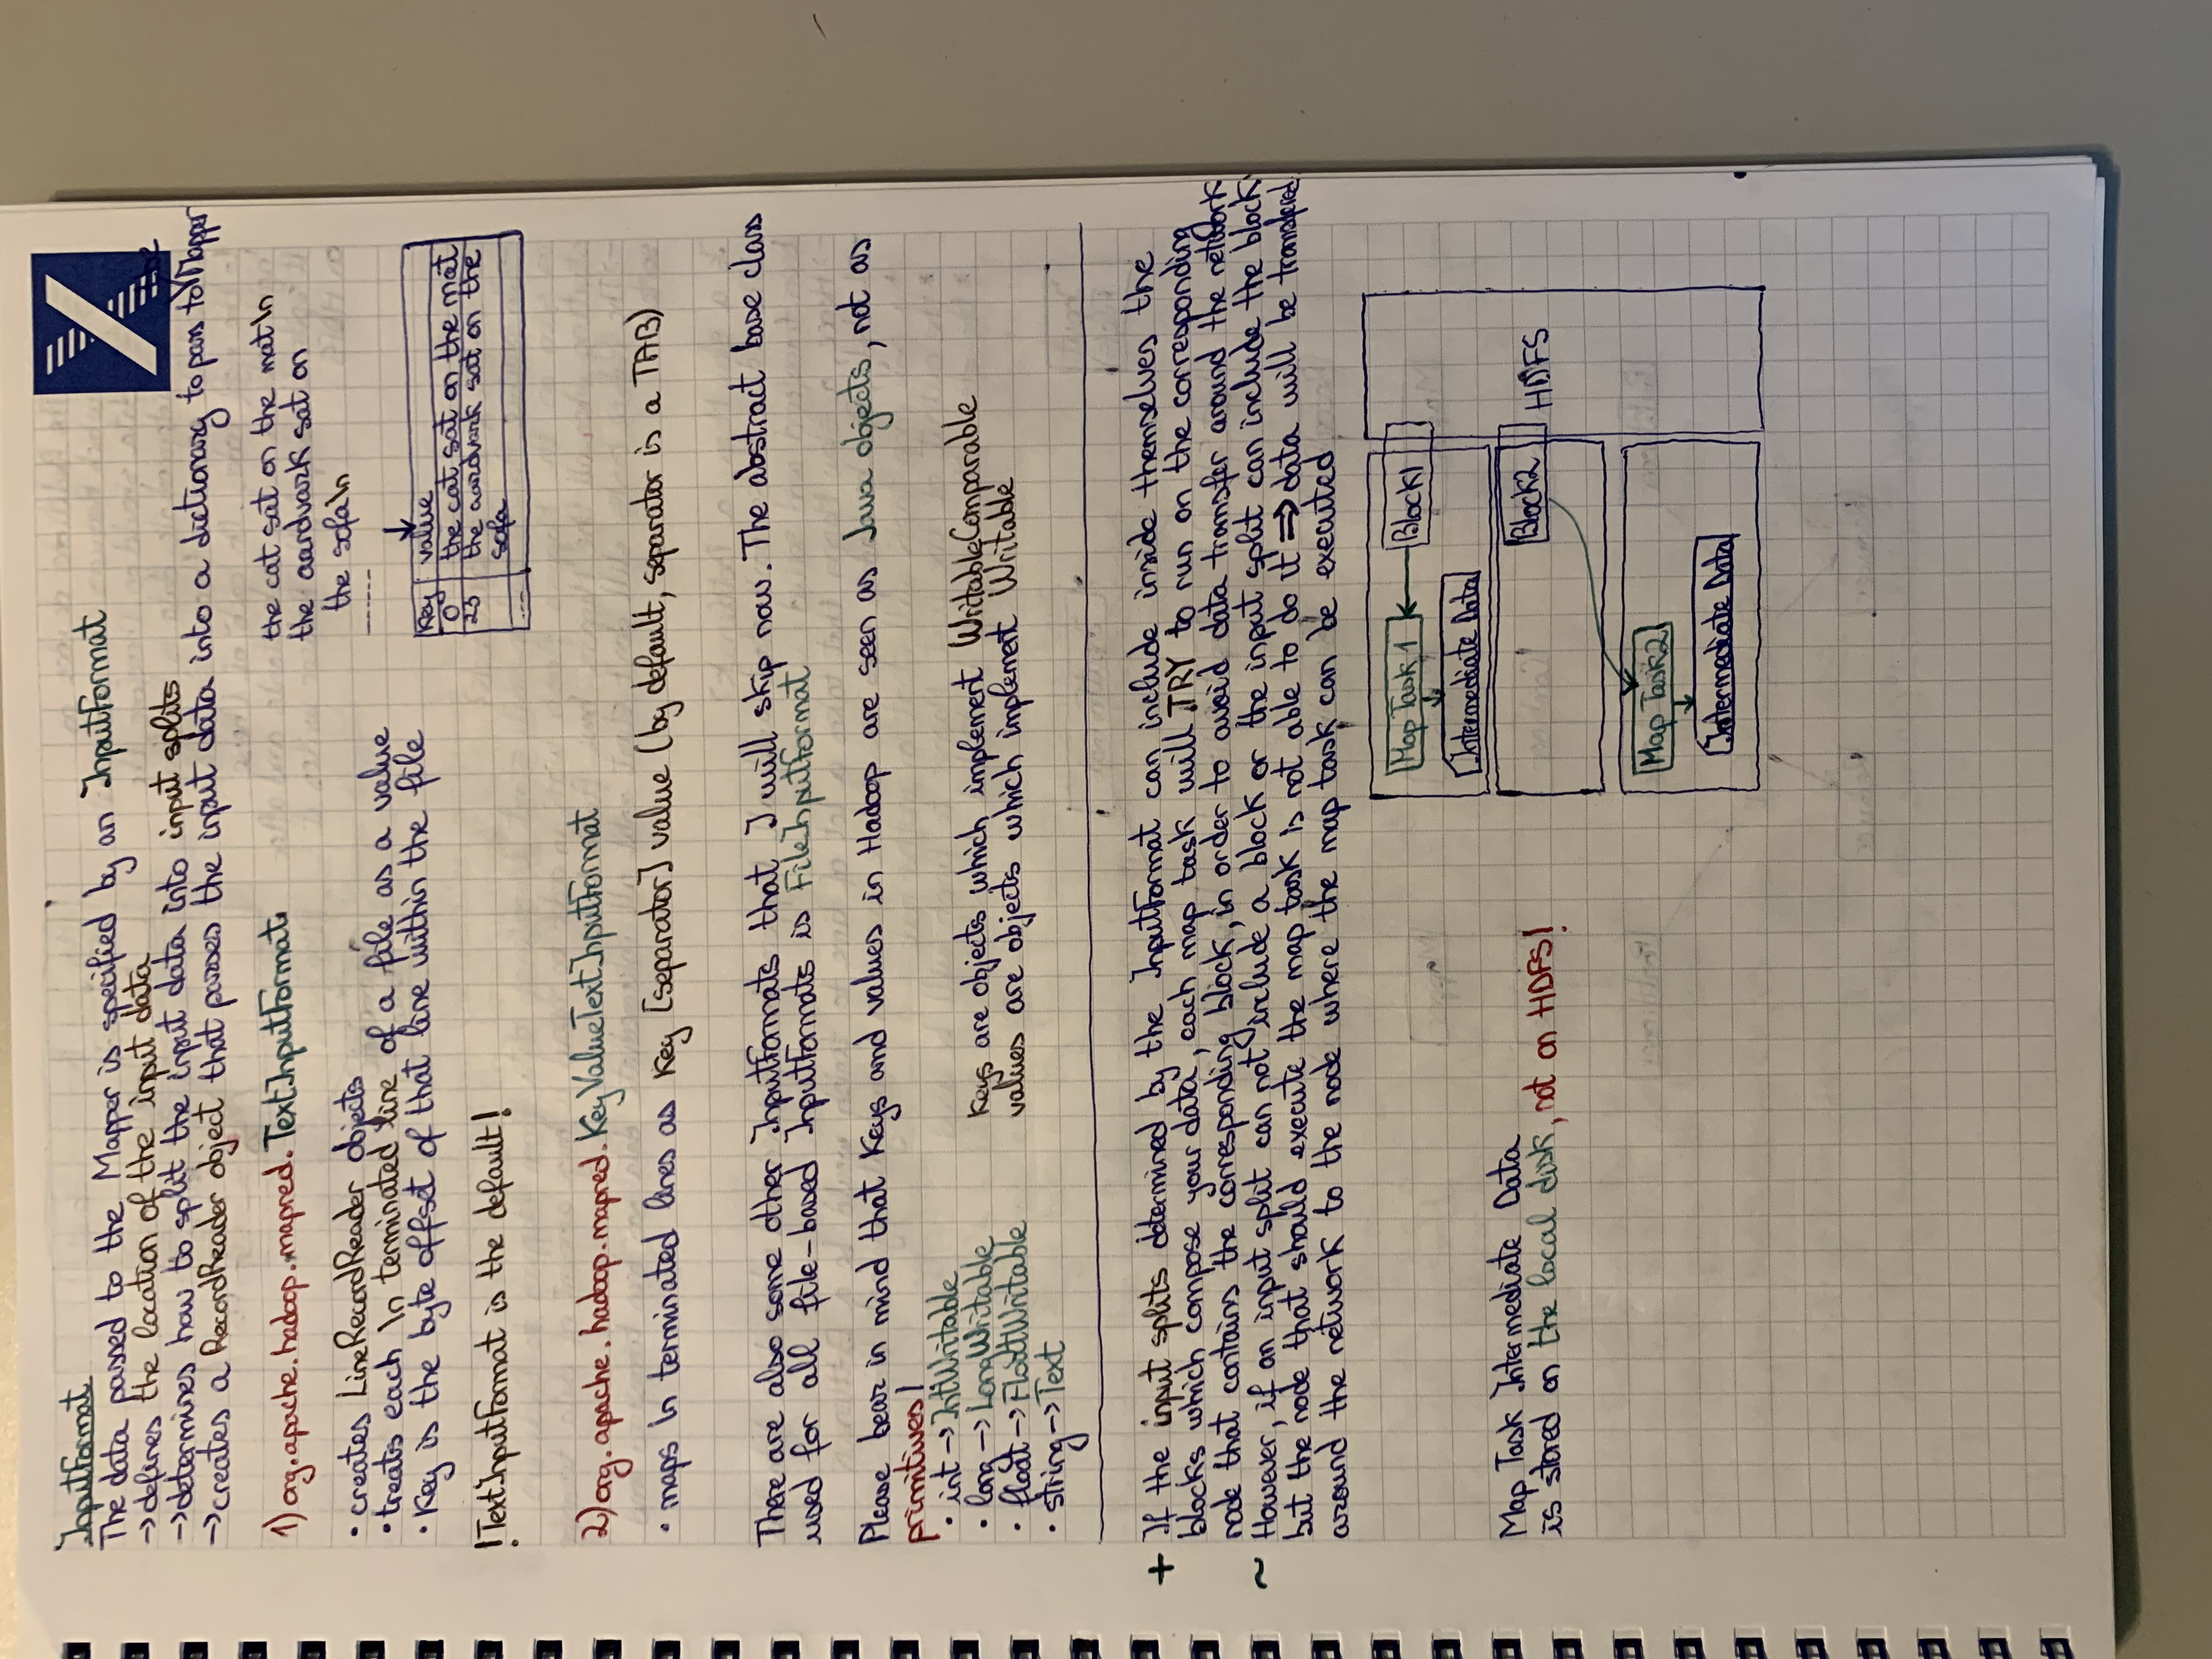 InputFormat
The data passed to the Mapper is specified by an InputFormat
->defines the location of the input data
->determines how to split the input data into input splits
->creates a RecordReader object that parses the input data into a dictionary to pass to the Mapper
1) org.apache.hadoop.mapred.TextInputFormat
the cat sat on the mat\n
the aardvark sat on
the sofa\n
------
• creates LineRecordReader objects
• treats each \n terminated line of a file as a value
• Key is the byte offset of that line within the file
Key value
0 the cat sat on the mat
23 the aardvark sat on the
sofa
....
!TextInputFormat is the default!
2) org.apache.hadoop.mapred.KeyValueTextInputFormat
• maps \n terminated lines as Key [separator] value (by default, separator is a TAB)
There are also some other InputFormats that I will skip now. The abstract base class
used for all file-based InputFormats is FileInputFormat
Please bear in mind that Keys and values in Hadoop are seen as Java objects, not as
primitives!
• int -> IntWritable
• long -> LongWritable
• float -> FloatWritable
• string -> Text
Keys are objects which implement WritableComparable
values are objects which implement Writable
+ If the input splits determined by the InputFormat can include inside themselves the
blocks which compose your data, each map task will TRY to run on the corresponding
node that contains the corresponding block, in order to avoid data transfer around the network
~ However, if an input split can not include a block or the input split can include the block
but the node that should execute the map task is not able to do it => data will be transfered
around the network to the node where the map task can be executed
Map Task 1
Block1
Intermediate Data
Block2
HDFS
Map Task2
Intermediate Data
Map Task Intermediate Data
is stored on the local disk, not on HDFS!